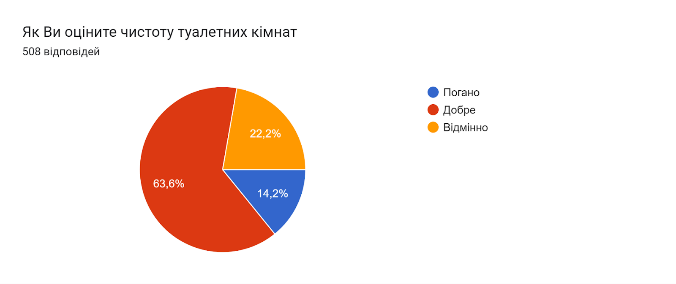 Як Ви оціните чистоту туалетних кімнат
508 відповідей
Погано
Добре
Відмінно
22,2%
63,6%
14,2%